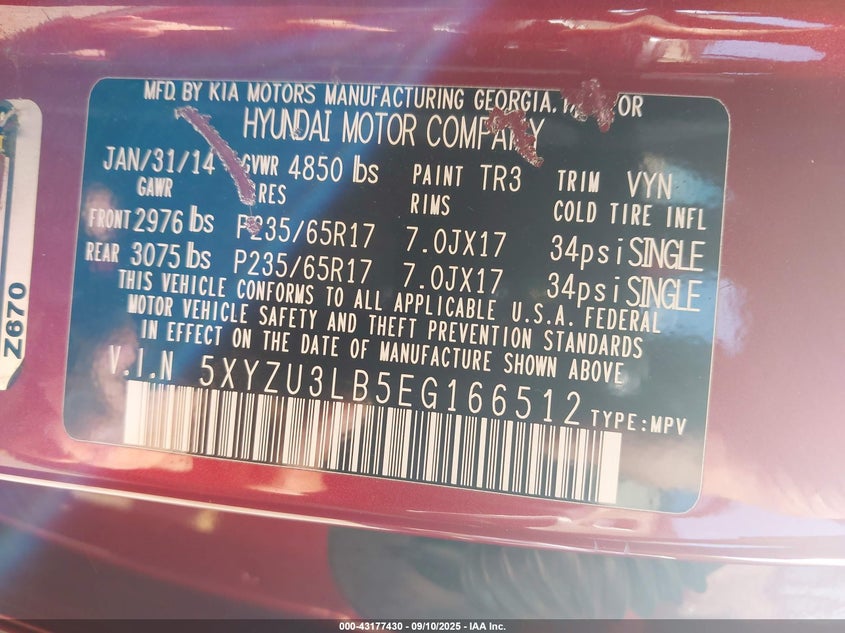 MFD. BY KIA MOTORS MANUFACTURING GEORGIA,
HYUNDAI MOTOR COMPANY
JAN/31/14 GVWR 4850 lbs PAINT TR3 TRIM VYN
GAWR RIMS COLD TIRE INFL
FRONT 2976 lbs P235/65R17 7.0JX17 34psi SINGLE
REAR 3075 lbs P235/65R17 7.0JX17 34psi SINGLE
THIS VEHICLE CONFORMS TO ALL APPLICABLE U.S.A. FEDERAL
MOTOR VEHICLE SAFETY AND THEFT PREVENTION STANDARDS
IN EFFECT ON THE DATE OF MANUFACTURE SHOWN ABOVE
V.I.N 5XYZU3LB5EG166512 TYPE:MPV
Z670
000-43177430 - 09/10/2025 - IAA Inc.